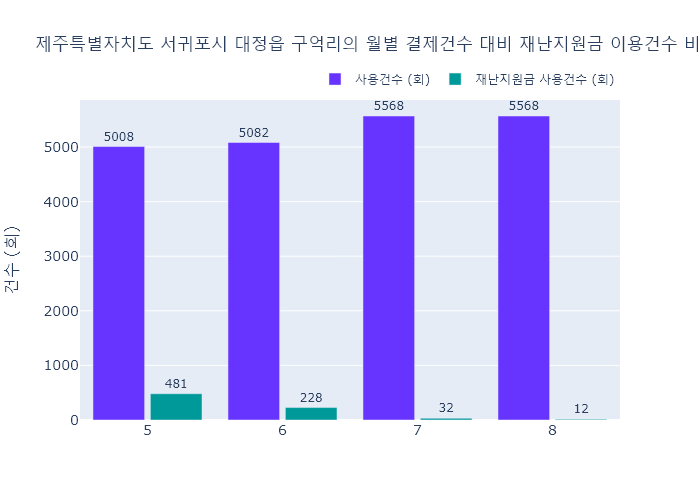 제주특별자치도 서귀포시 대정읍 구억리의 월별 결제건수 대비 재난지원금 이용건수 비
사용건수 (회) 재난지원금 사용건수 (회)
5008 5082 5568 5568
481 228 32 12
건수 (회)
5000
4000
3000
2000
1000
0
5 6 7 8